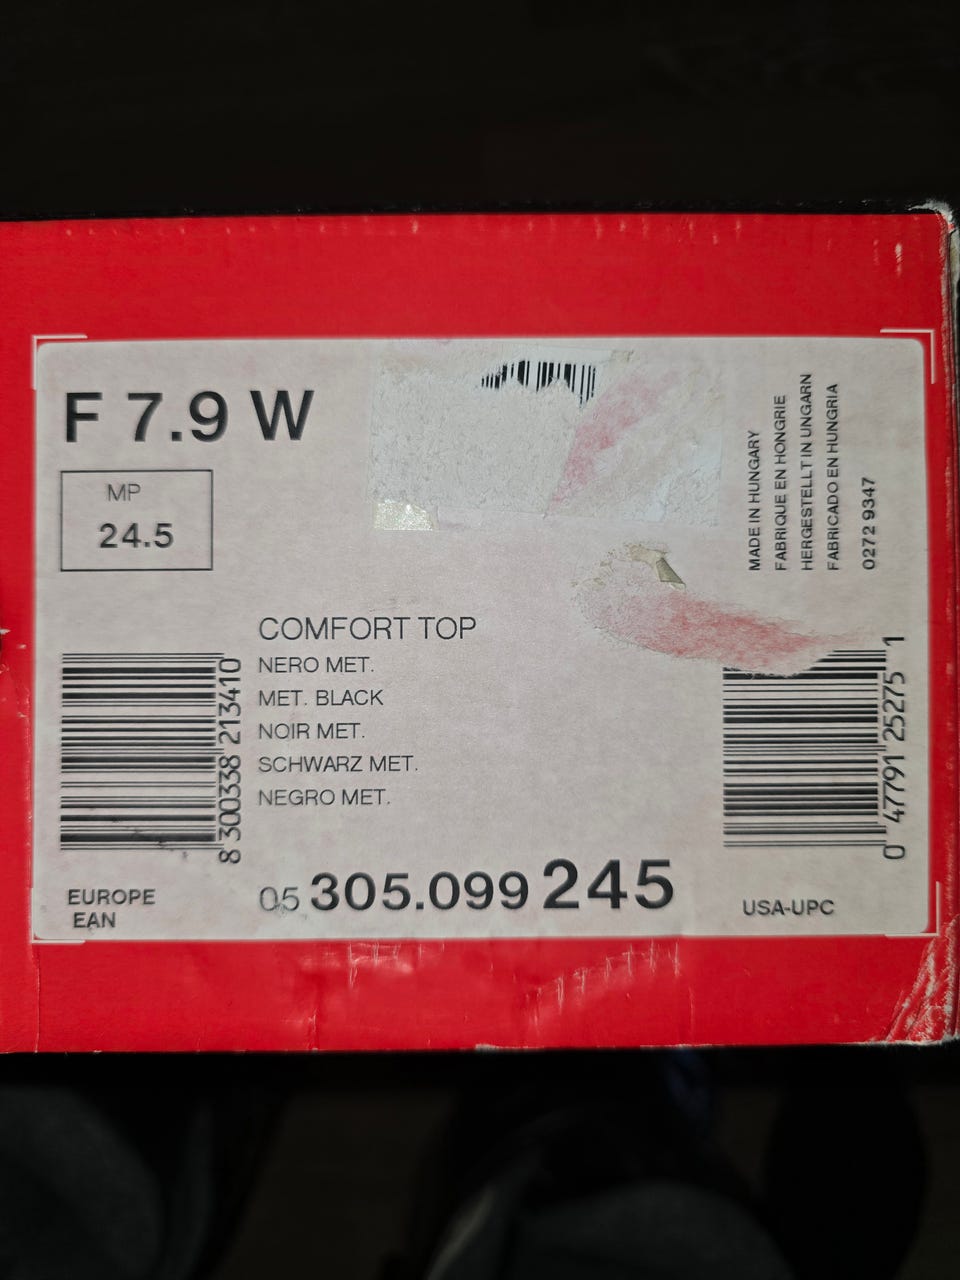 F 7.9 W
MP
24.5
MADE IN HUNGARY
FABRIQUE EN HONGRIE
HERGESTELLT IN UNGARN
FABRICADO EN HUNGRIA
0272 9347
COMFORT TOP
NERO MET.
MET. BLACK
NOIR MET.
SCHWARZ MET.
NEGRO MET.
8 300338 213410
EUROPE
EAN
05 305.099 245
0 47791 25275 1
USA-UPC